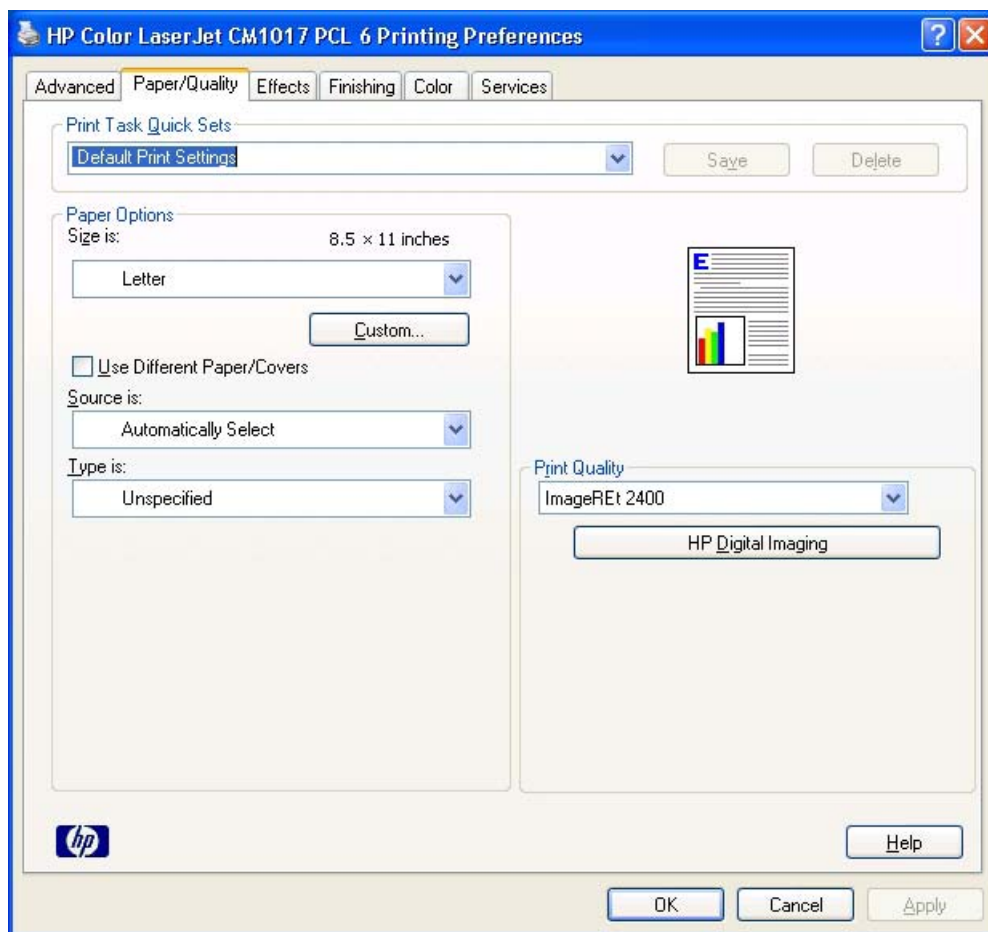 HP Color LaserJet CM1017 PCL 6 Printing Preferences
Advanced Paper/Quality Effects Finishing Color Services
Print Task Quick Sets
Default Print Settings Save Delete
Paper Options
Size is: 8.5 × 11 inches
Letter
Custom...
Use Different Paper/Covers
Source is:
Automatically Select
Type is:
Unspecified
E
Print Quality
ImageREt 2400
HP Digital Imaging
hp
Help
OK Cancel Apply